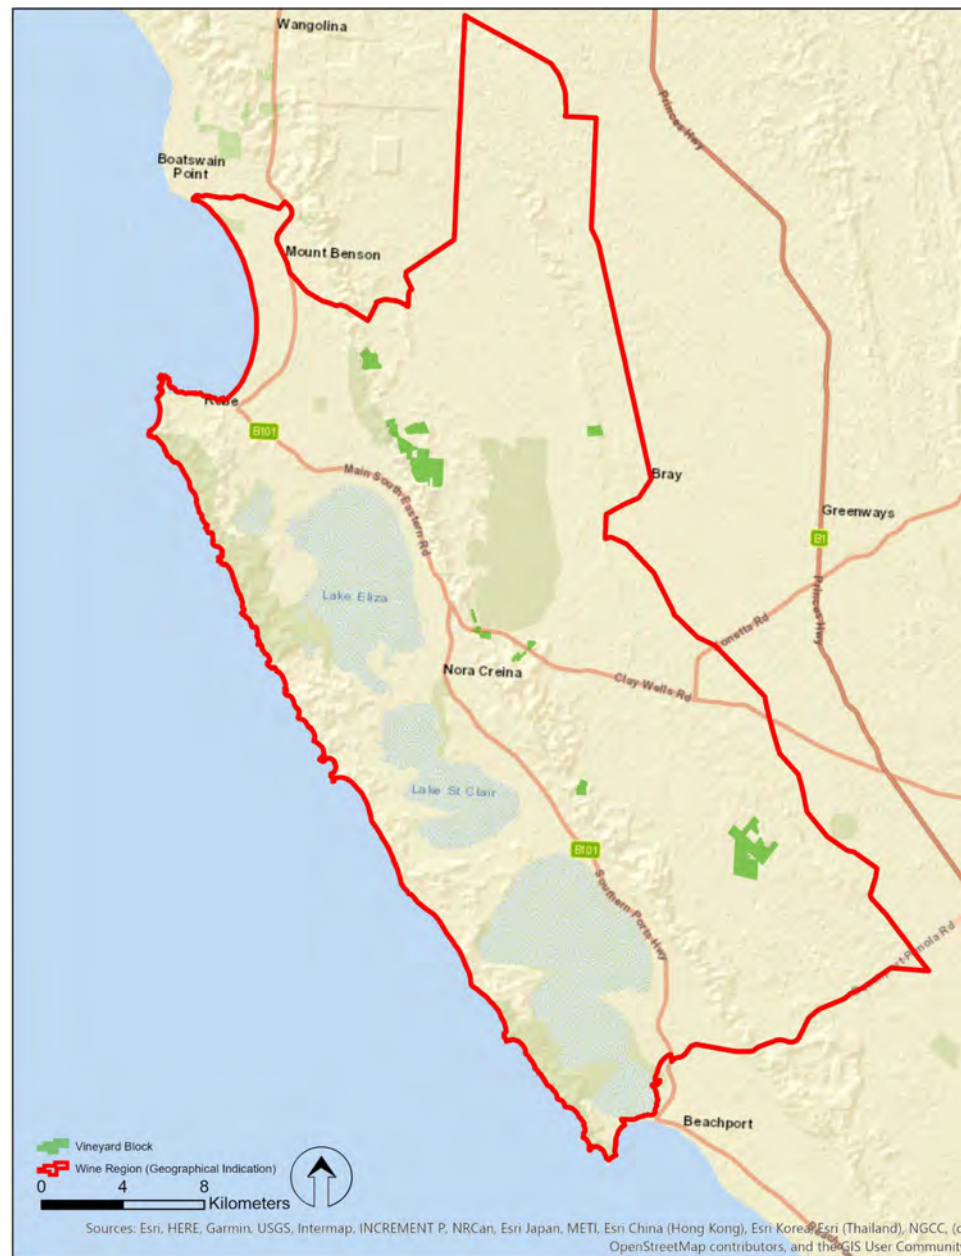 Wangolina
Princes Hwy
Boatswain
Point
Mount Benson
Robe
B101
Main South Eastern Rd
Bray
Greenways
B1
Lake Eliza
Princes Hwy
Nora Creina
Clay Wells Rd
Lake St Clair
B101
Southern Ports Hwy
Beachport
Vineyard Block
Wine Region (Geographical Indication)
0 4 8
Kilometers
Sources: Esri, HERE, Garmin, USGS, Intermap, INCREMENT P, NRCan, Esri Japan, METI, Esri China (Hong Kong), Esri Korea, Esri (Thailand), NGCC, (c
OpenStreetMap contributors, and the GIS User Communit